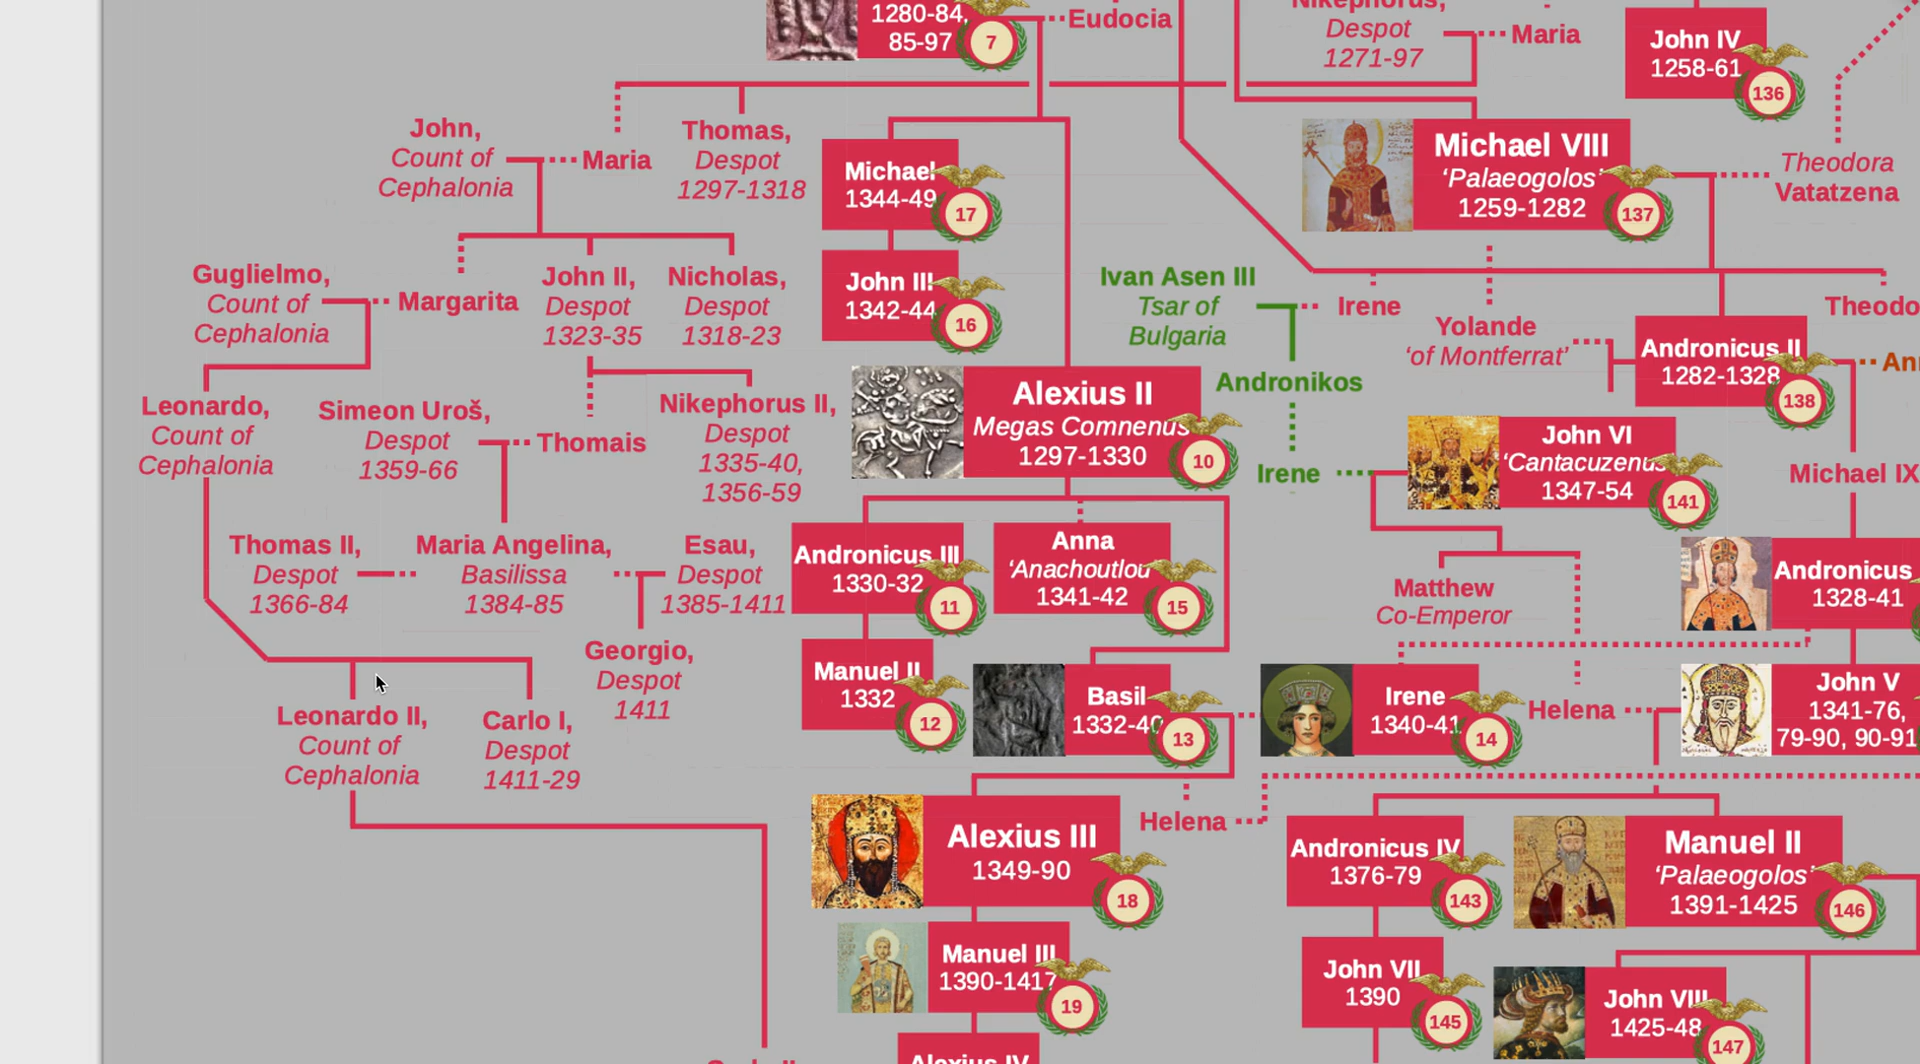 1280-84,
85-97
7
Eudocia
Nikephorus,
Despot
1271-97
Maria
John IV
1258-61
136
John,
Count of
Cephalonia
Maria
Thomas,
Despot
1297-1318
Michael
1344-49
17
Michael VIII
‘Palaeogolos’
1259-1282
137
Theodora
Vatatzena
Guglielmo,
Count of
Cephalonia
Margarita
John II,
Despot
1323-35
Nicholas,
Despot
1318-23
John III
1342-44
16
Ivan Asen III
Tsar of
Bulgaria
Irene
Yolande
‘of Montferrat’
Andronicus II
1282-1328
138
Theodo
An
Leonardo,
Count of
Cephalonia
Simeon Uroš,
Despot
1359-66
Thomais
Nikephorus II,
Despot
1335-40,
1356-59
Alexius II
Megas Comnenus
1297-1330
10
Andronikos
Irene
John VI
‘Cantacuzenus
1347-54
141
Michael IX
Thomas II,
Despot
1366-84
Maria Angelina,
Basilissa
1384-85
Esau,
Despot
1385-1411
Andronicus III
1330-32
11
Anna
‘Anachoutlou
1341-42
15
Matthew
Co-Emperor
Andronicus
1328-41
Georgio,
Despot
1411
Manuel II
1332
12
Basil
1332-40
13
Irene
1340-41
14
Helena
John V
1341-76,
79-90, 90-91
Leonardo II,
Count of
Cephalonia
Carlo I,
Despot
1411-29
Alexius III
1349-90
18
Helena
Andronicus IV
1376-79
143
Manuel II
‘Palaeogolos’
1391-1425
146
Manuel III
1390-1417
19
John VII
1390
145
John VIII
1425-48
147
Alexius IV